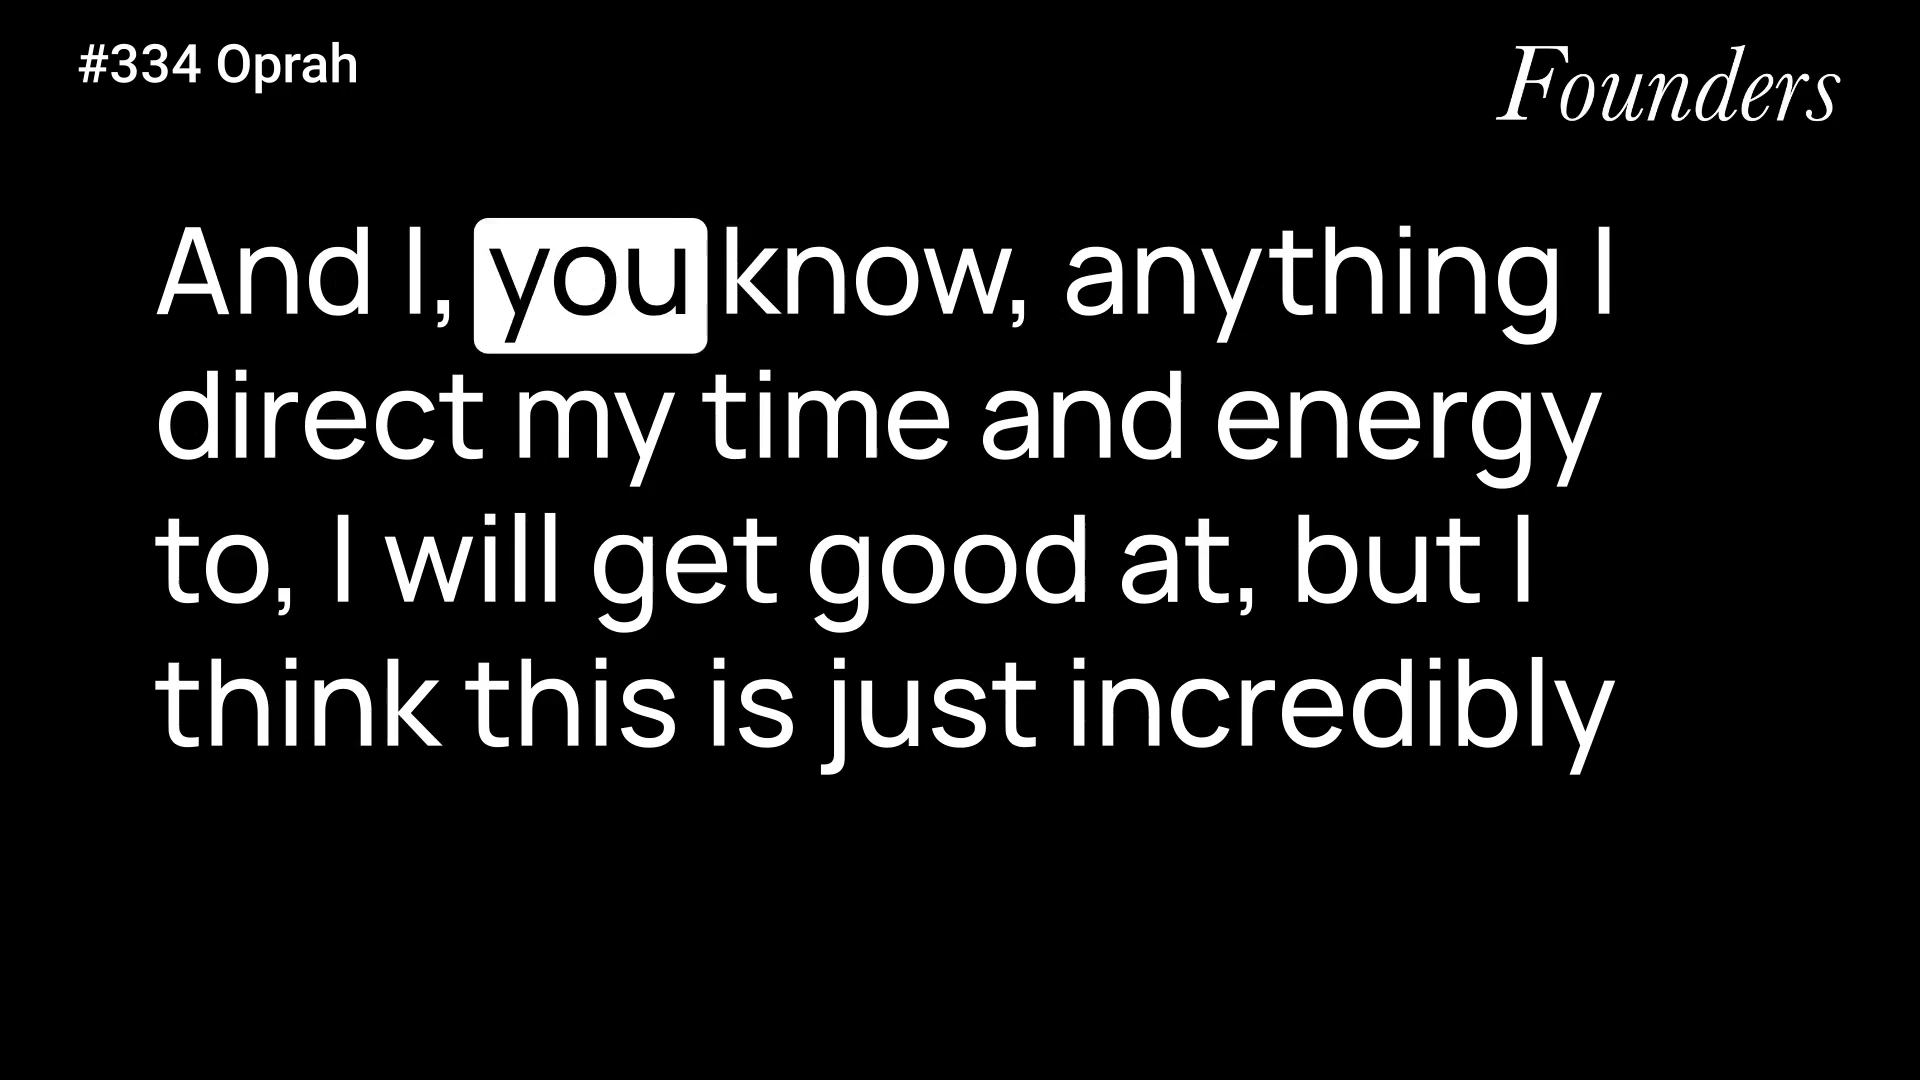 #334 Oprah
Founders
And I, you know, anything I
direct my time and energy
to, I will get good at, but I
think this is just incredibly